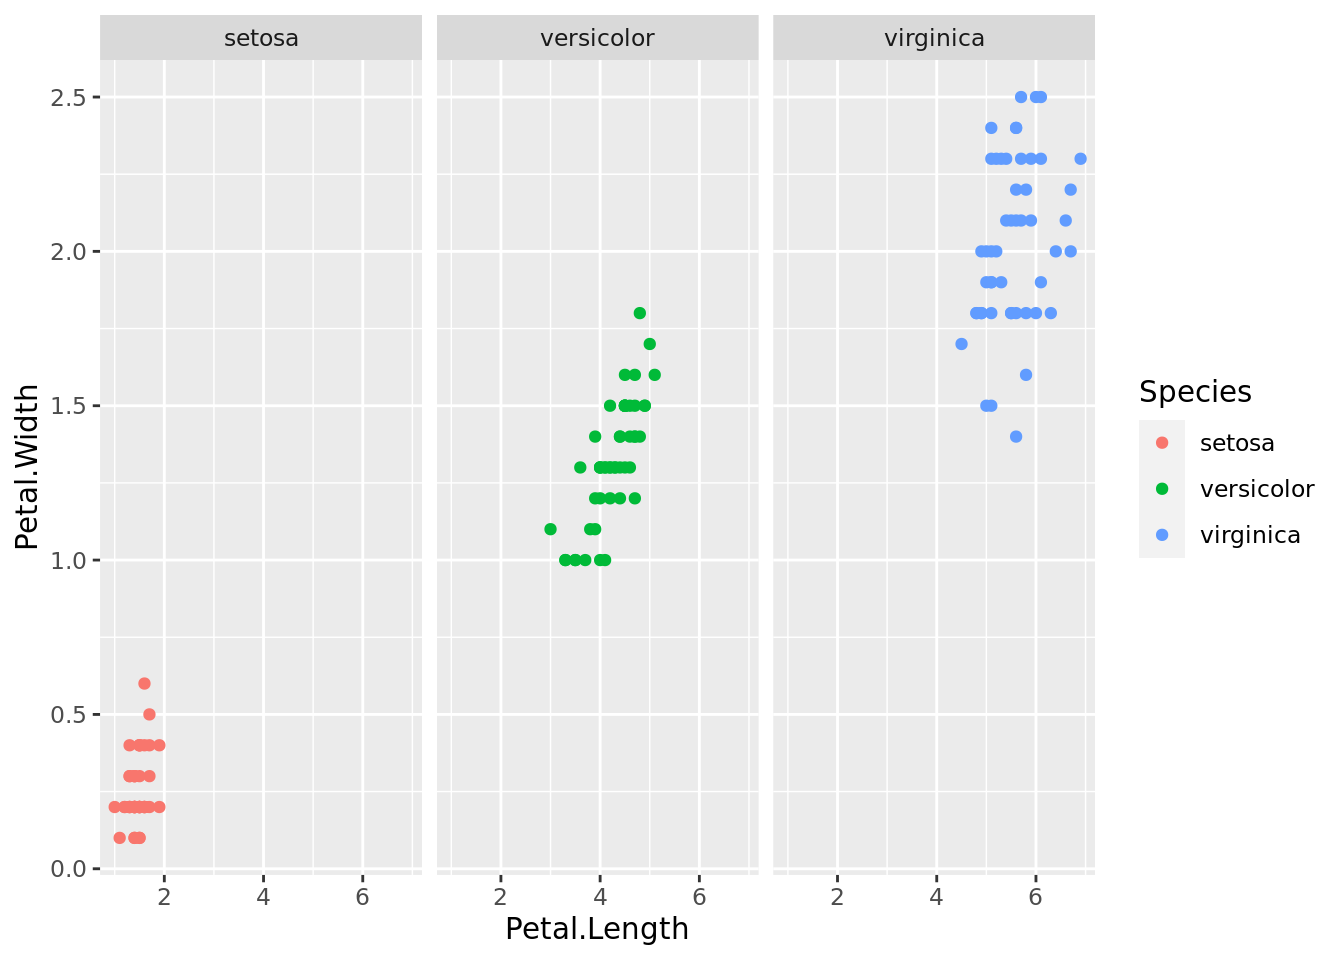 setosa versicolor virginica
2.5
2.0
1.5
1.0
0.5
0.0
Petal.Width
2 4 6 2 4 6 2 4 6
Petal.Length
Species
setosa
versicolor
virginica